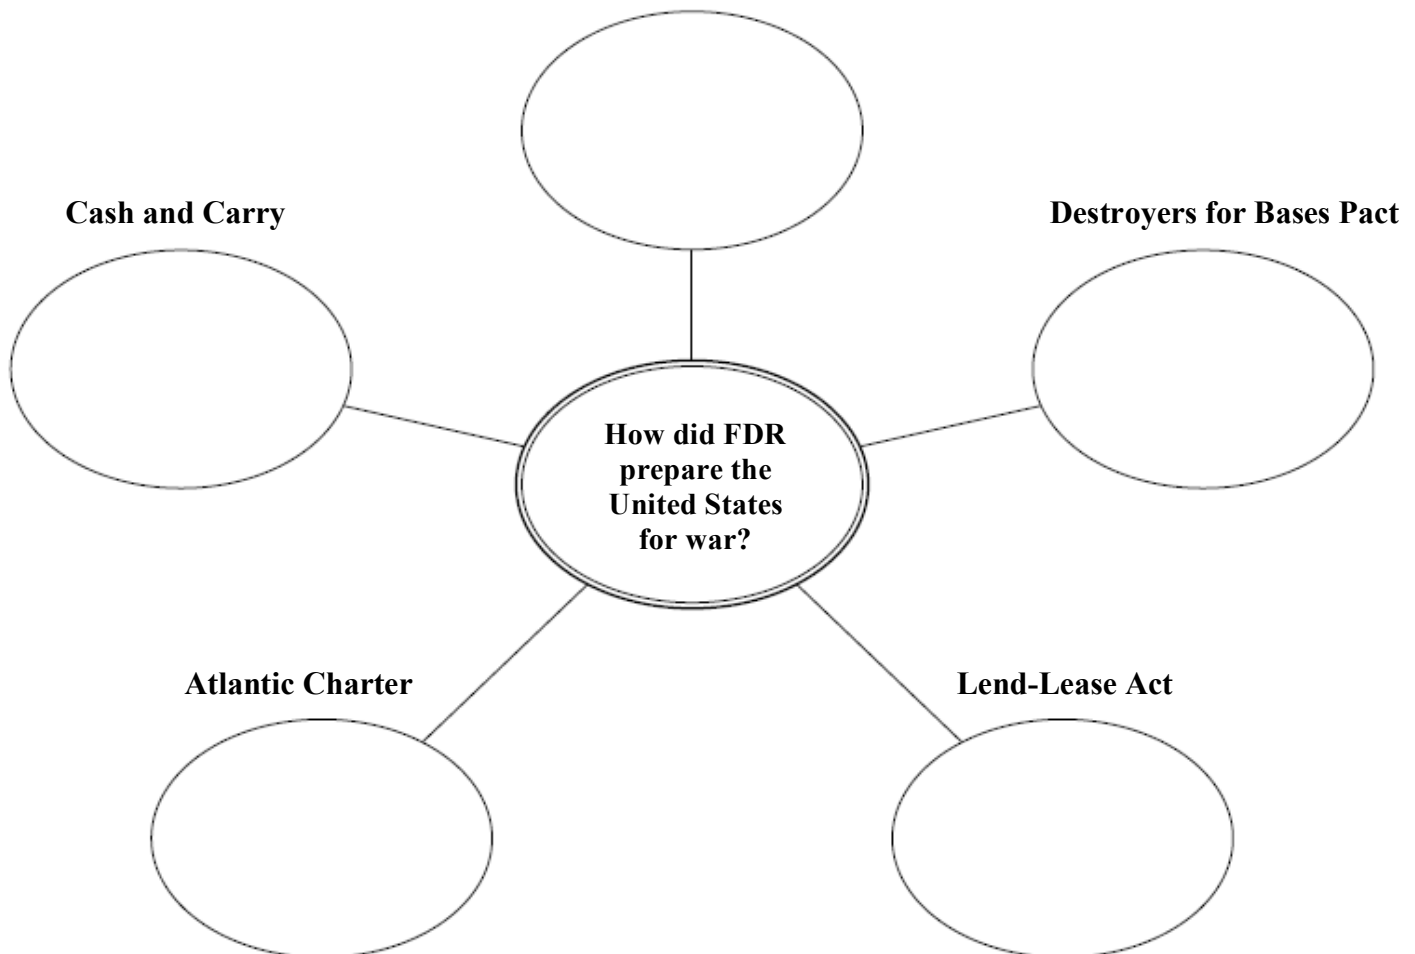 Cash and Carry
Destroyers for Bases Pact
How did FDR
prepare the
United States
for war?
Atlantic Charter
Lend-Lease Act